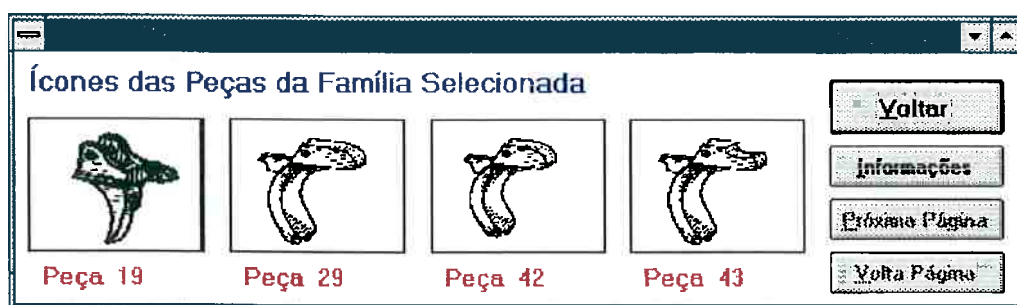 Ícones das Peças da Família Selecionada
Voltar
Informações
Próxima Página
Volta Página
Peça 19
Peça 29
Peça 42
Peça 43